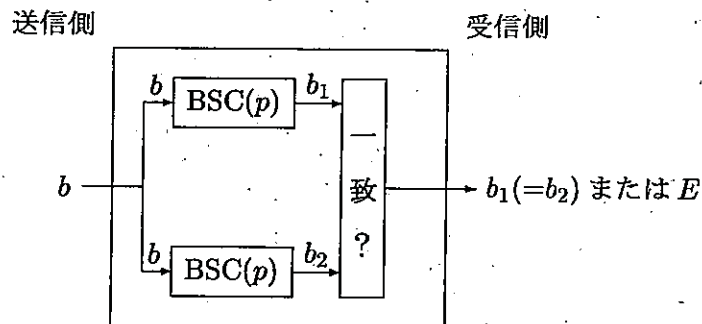 送信側 受信側
b BSC(p) b₁
一
b 致 b₁(=b₂) または E
?
b BSC(p) b₂